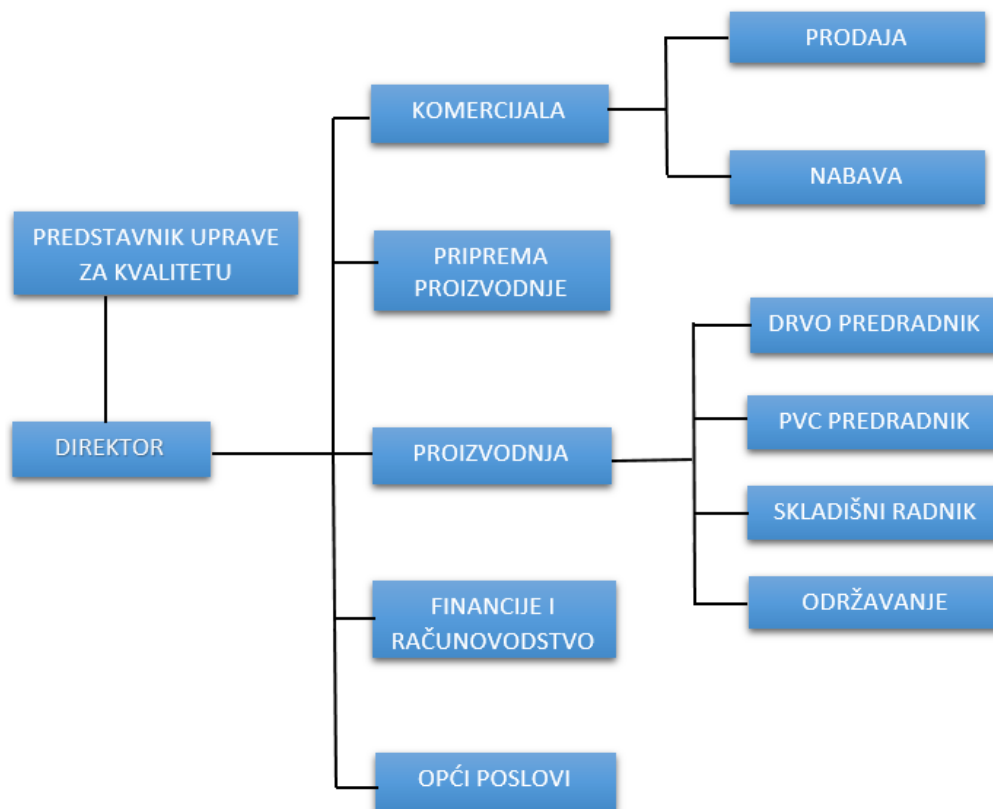 PREDSTAVNIK UPRAVE
ZA KVALITETU
DIREKTOR
KOMERCIJALA
PRIPREMA
PROIZVODNJE
PROIZVODNJA
FINANCIJE I
RAČUNOVODSTVO
OPĆI POSLOVI
PRODAJA
NABAVA
DRVO PREDRADNIK
PVC PREDRADNIK
SKLADIŠNI RADNIK
ODRŽAVANJE